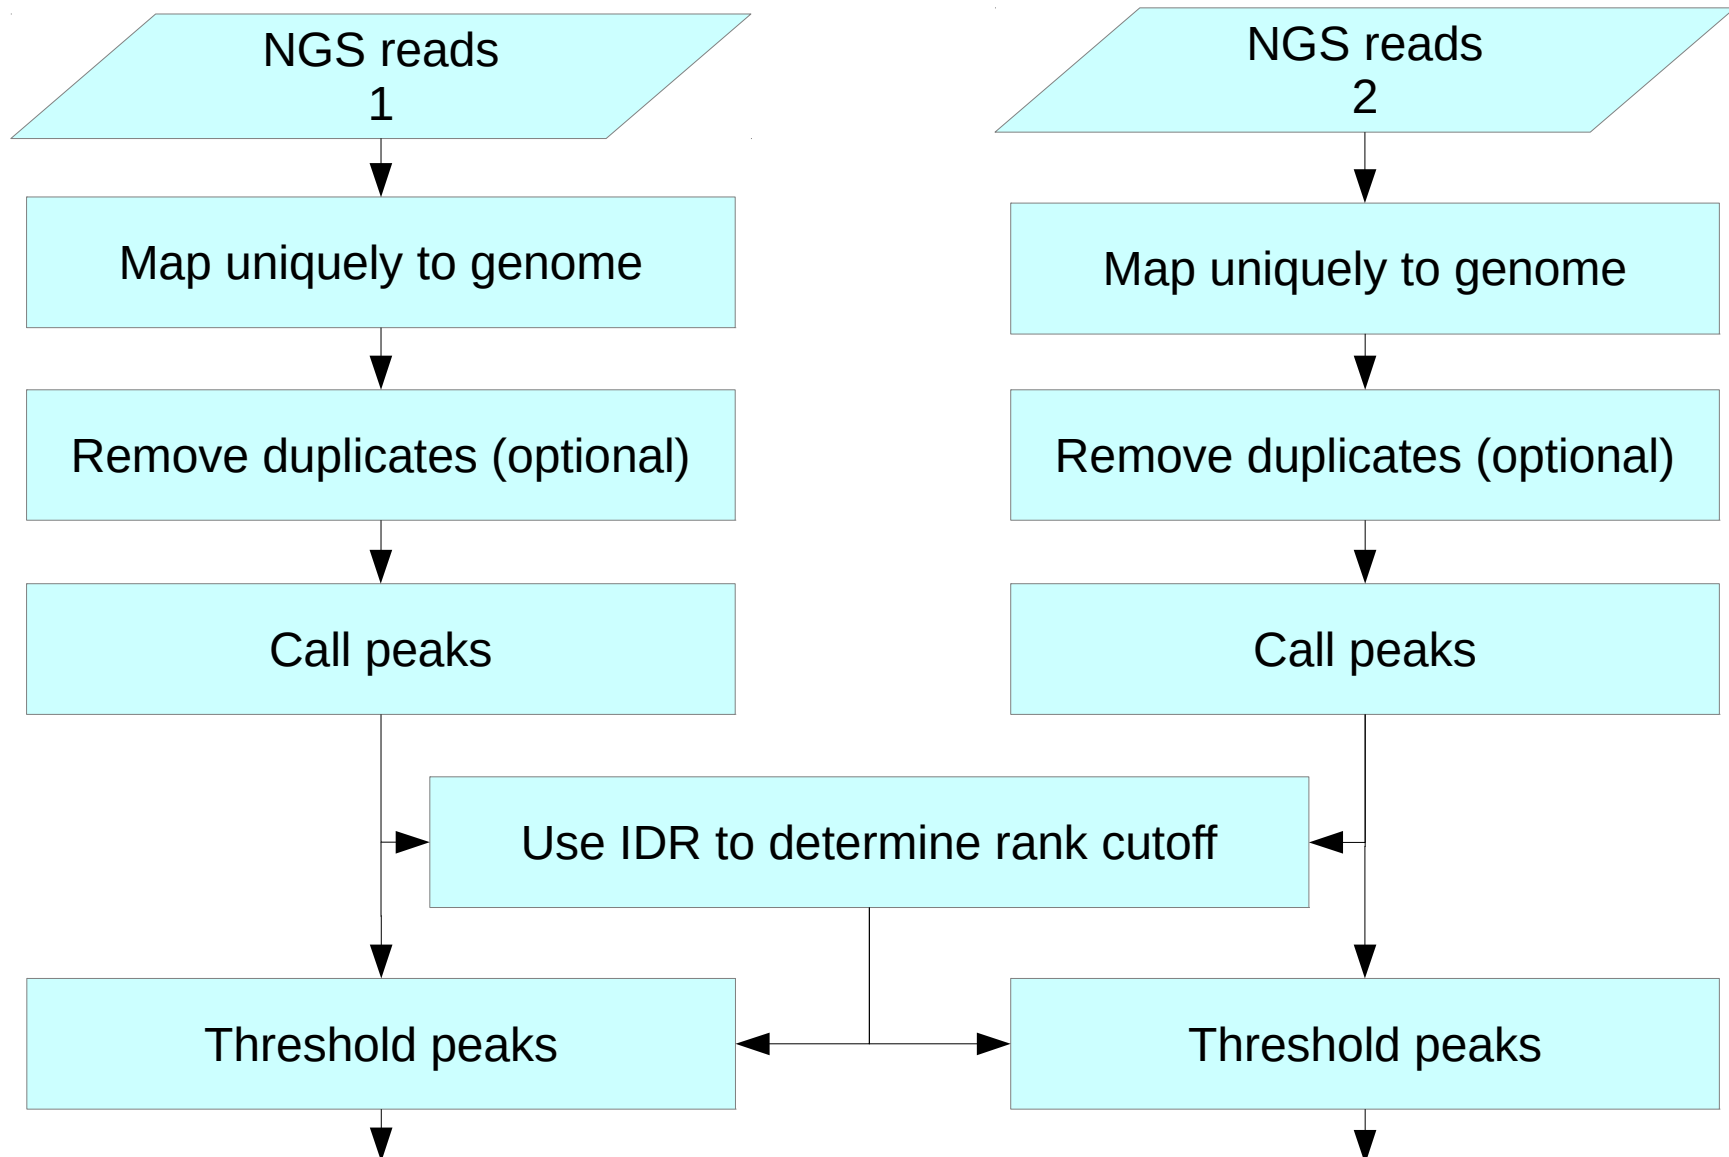 NGS reads
1
NGS reads
2
Map uniquely to genome
Map uniquely to genome
Remove duplicates (optional)
Remove duplicates (optional)
Call peaks
Call peaks
Use IDR to determine rank cutoff
Threshold peaks
Threshold peaks